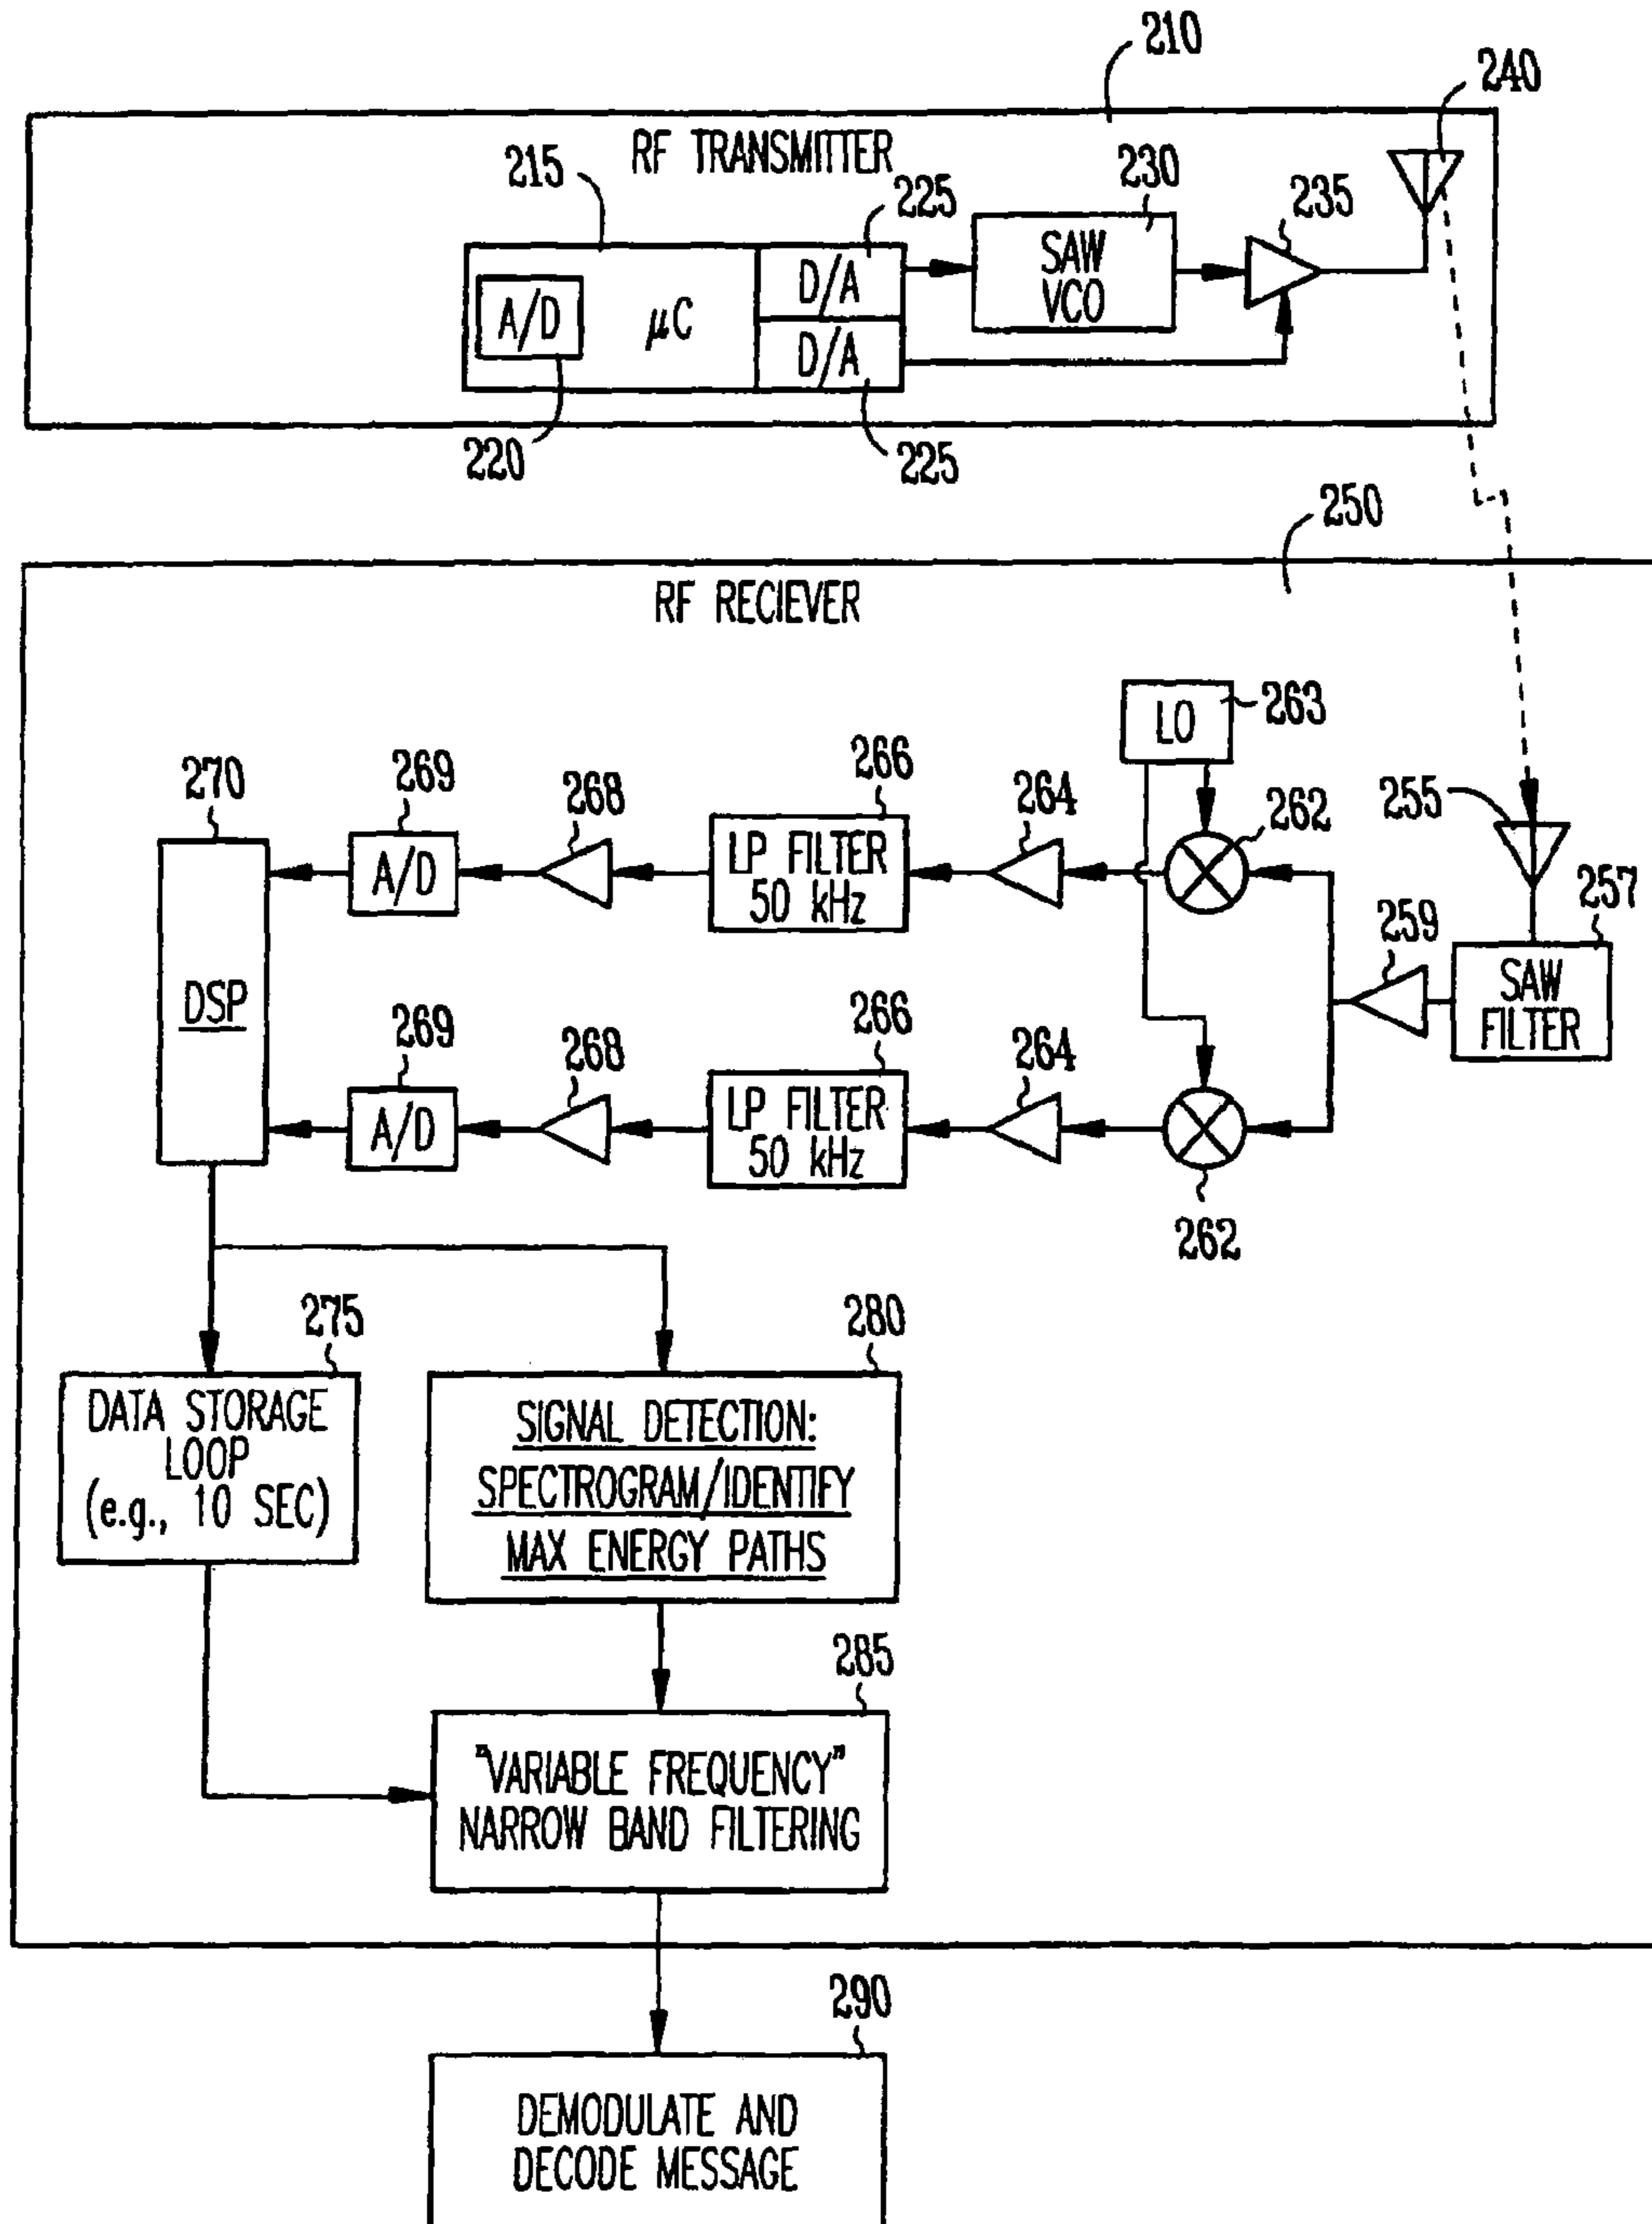 210
240
RF TRANSMITTER
215
225
230
235
A/D
μC
D/A
D/A
SAW
VCO
220
225
250
RF RECIEVER
LO
263
270
269
268
266
264
262
255
257
A/D
LP FILTER
50 kHz
259
SAW
FILTER
DSP
269
268
266
264
A/D
LP FILTER
50 kHz
262
275
280
DATA STORAGE
LOOP
(e.g., 10 SEC)
SIGNAL DETECTION:
SPECTROGRAM/IDENTIFY
MAX ENERGY PATHS
285
"VARIABLE FREQUENCY"
NARROW BAND FILTERING
290
DEMODULATE AND
DECODE MESSAGE